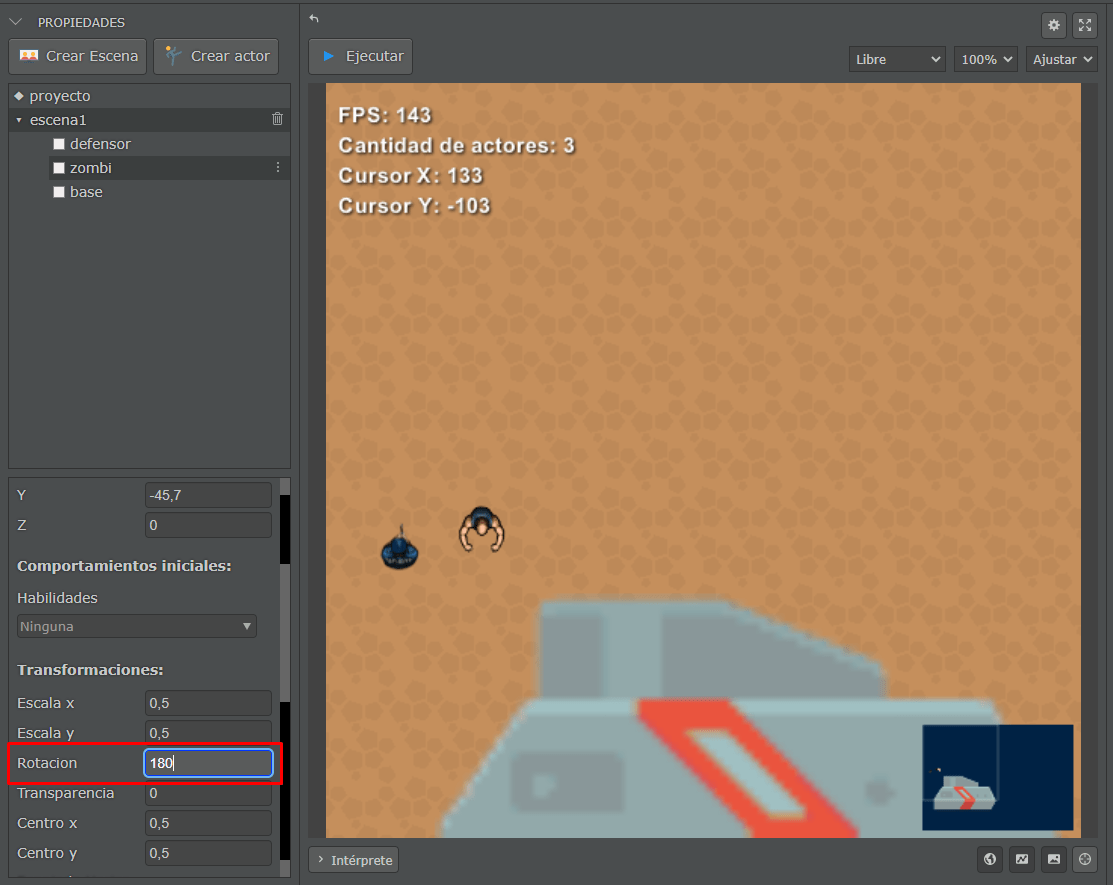 PROPIEDADES
Crear Escena
Crear actor
proyecto
escena1
defensor
zombi
base
Y
-45,7
Z
0
Comportamientos iniciales:
Habilidades
Ninguna
Transformaciones:
Escala x
0,5
Escala y
0,5
Rotacion
180
Transparencia
0
Centro x
0,5
Centro y
0,5
Ejecutar
Libre
100%
Ajustar
FPS: 143
Cantidad de actores: 3
Cursor X: 133
Cursor Y: -103
Intérprete